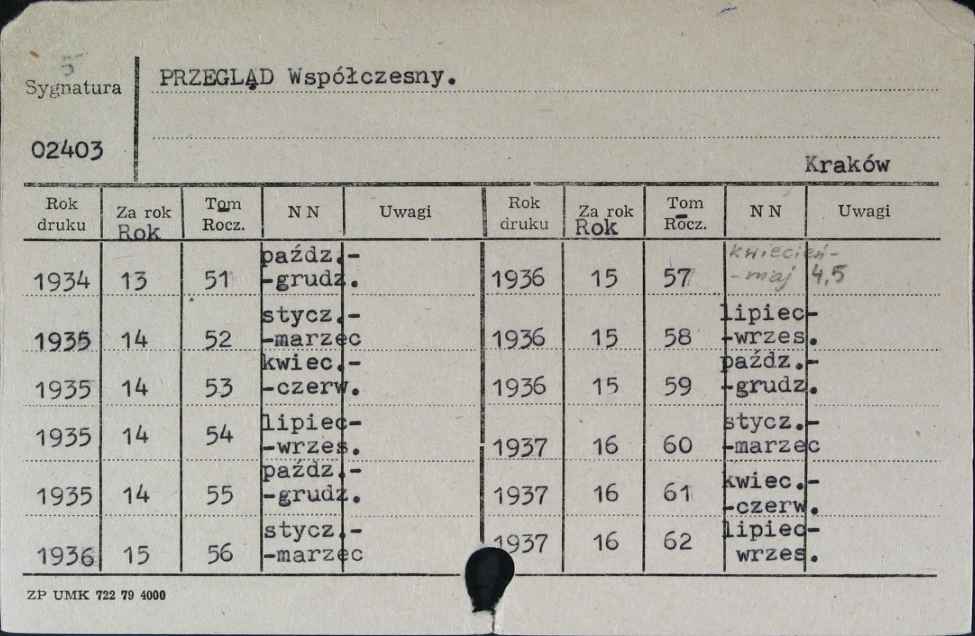 5
Sygnatura
02403
PRZEGLĄD Współczesny.
Kraków
Rok druku Za rok Tom Rocz. NN Uwagi
Rok
1934 13 51 paźdz.-
-grudz.
1935 14 52 stycz.-
-marzec
1935 14 53 kwiec.-
-czerw.
1935 14 54 lipiec-
-wrzes.
1935 14 55 paźdz.-
-grudz.
1936 15 56 stycz.-
-marzec
Rok druku Za rok Tom Rocz. NN Uwagi
Rok
1936 15 57 kwiecień-
-maj 4,5
1936 15 58 lipiec-
-wrzes.
1936 15 59 paźdz.-
-grudz.
1937 16 60 stycz.-
-marzec
1937 16 61 kwiec.-
-czerw.
1937 16 62 lipiec-
wrzes.
ZP UMK 722 79 4000